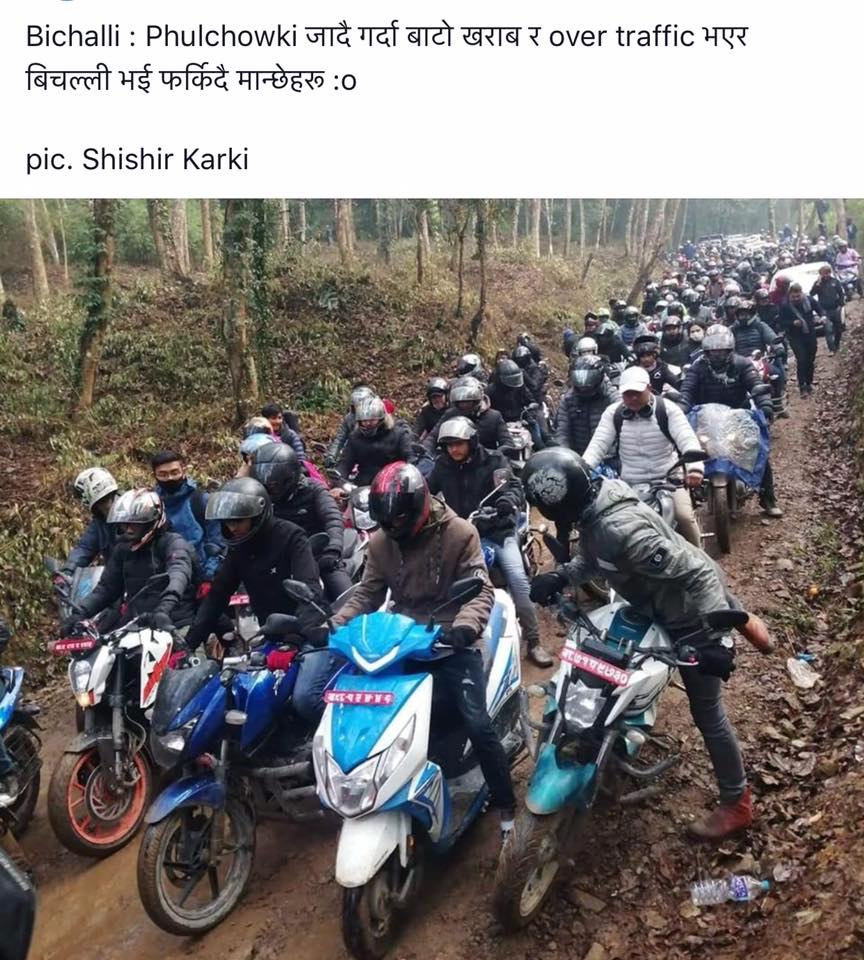 Bichalli : Phulchowki जादै गर्दा बाटो खराब र over traffic भएर
बिचल्ली भई फर्किदै मान्छेहरू :o
pic. Shishir Karki